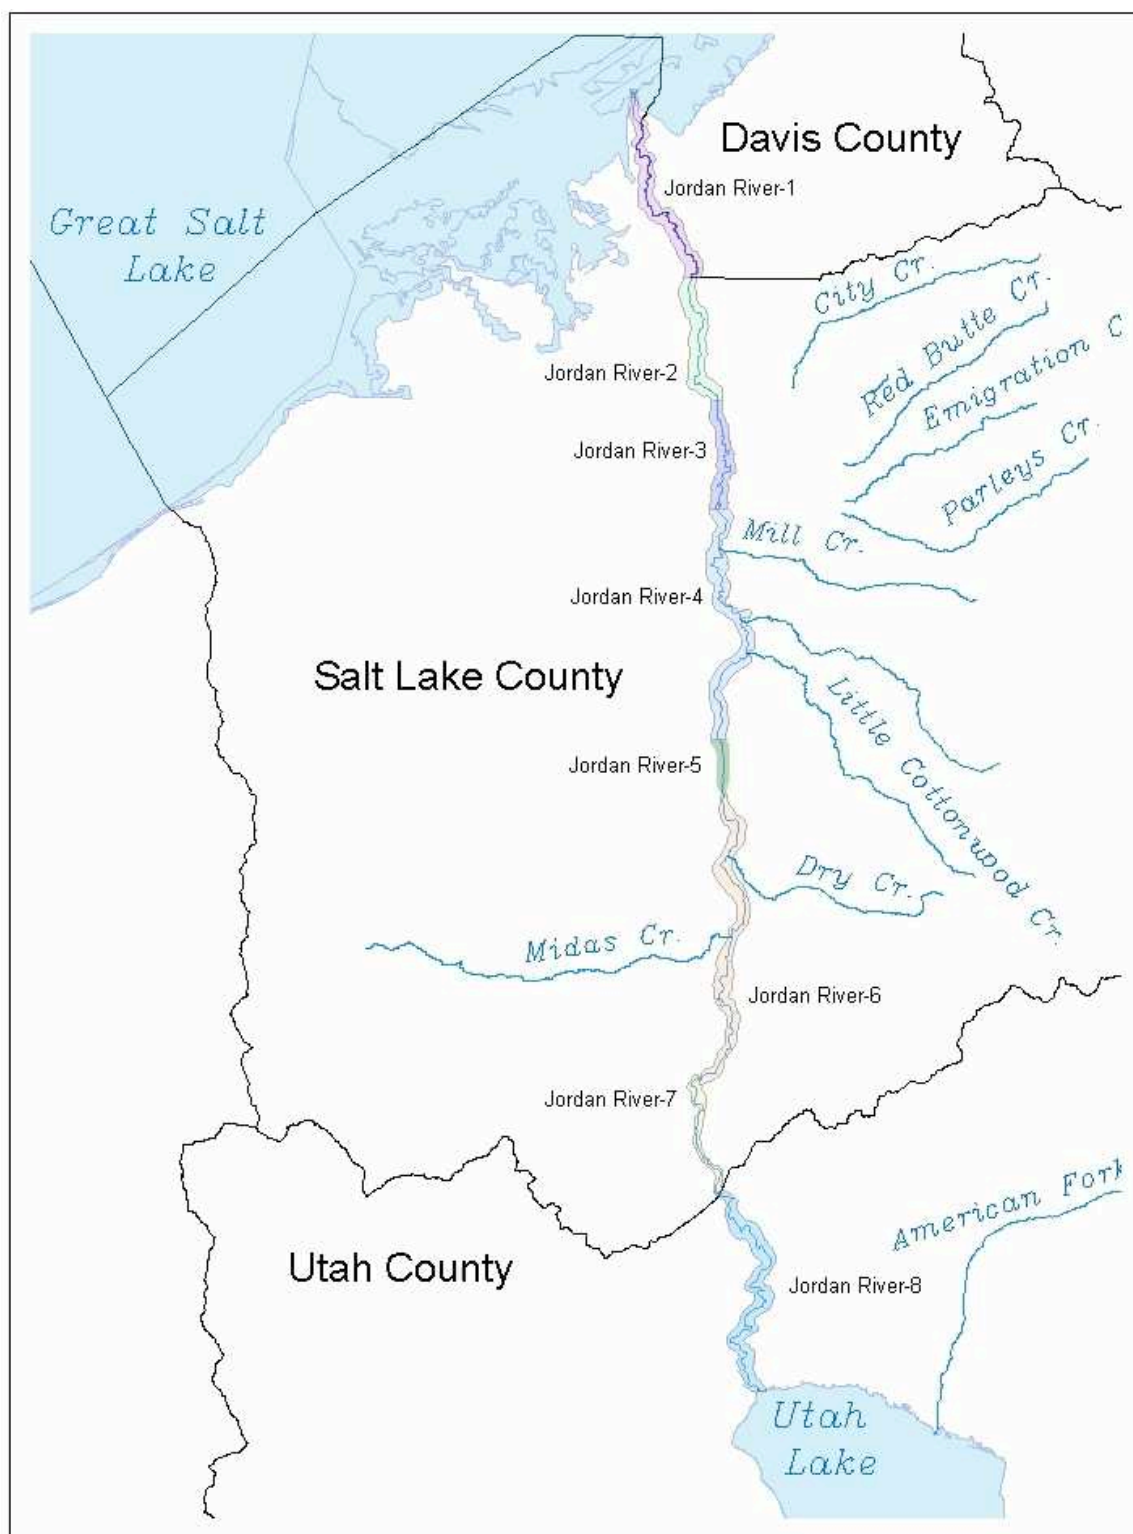 Davis County
Jordan River-1
Great Salt
Lake
City Cr.
Red Butte Cr.
Emigration C
Jordan River-2
Jordan River-3
Parleys Cr.
Mill Cr.
Jordan River-4
Salt Lake County
Little Cottonwood Cr.
Jordan River-5
Dry Cr.
Midas Cr.
Jordan River-6
Jordan River-7
American Fork
Utah County
Jordan River-8
Utah
Lake